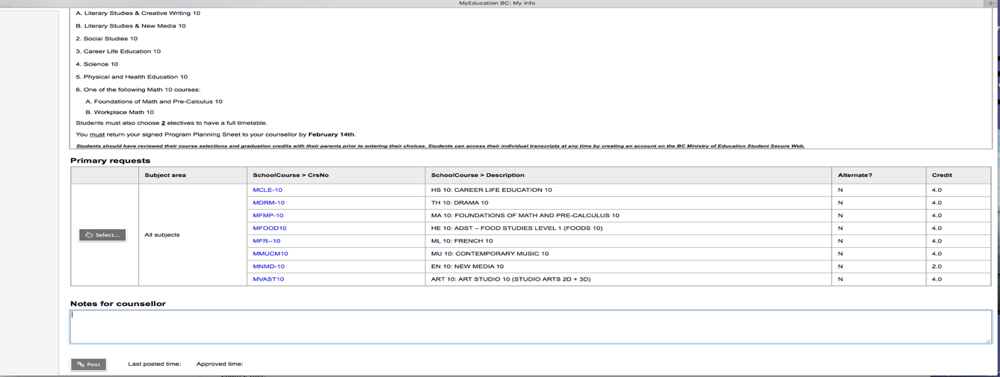 MyEducation BC: My Info
A. Literary Studies & Creative Writing 10
B. Literary Studies & New Media 10
2. Social Studies 10
3. Career Life Education 10
4. Science 10
5. Physical and Health Education 10
6. One of the following Math 10 courses:
A. Foundations of Math and Pre-Calculus 10
B. Workplace Math 10
Students must also choose 2 electives to have a full timetable.
You must return your signed Program Planning Sheet to your counsellor by February 14th.
Students should have reviewed their course selections and graduation credits with their parents prior to entering their choices. Students can access their individual transcripts at any time by creating an account on the BC Ministry of Education Student Secure Web.
Primary requests
Subject area SchoolCourse > CrsNo SchoolCourse > Description Alternate? Credit
MCLE-10 HS 10: CAREER LIFE EDUCATION 10 N 4.0
MDRM-10 TH 10: DRAMA 10 N 4.0
MFMP-10 MA 10: FOUNDATIONS OF MATH AND PRE-CALCULUS 10 N 4.0
MFOOD10 HE 10: ADST – FOOD STUDIES LEVEL 1 (FOODS 10) N 4.0
Select... All subjects
MFR--10 ML 10: FRENCH 10 N 4.0
MMUCM10 MU 10: CONTEMPORARY MUSIC 10 N 4.0
MNMD-10 EN 10: NEW MEDIA 10 N 2.0
MVAST10 ART 10: ART STUDIO 10 (STUDIO ARTS 2D + 3D) N 4.0
Notes for counsellor
Post Last posted time: Approved time: